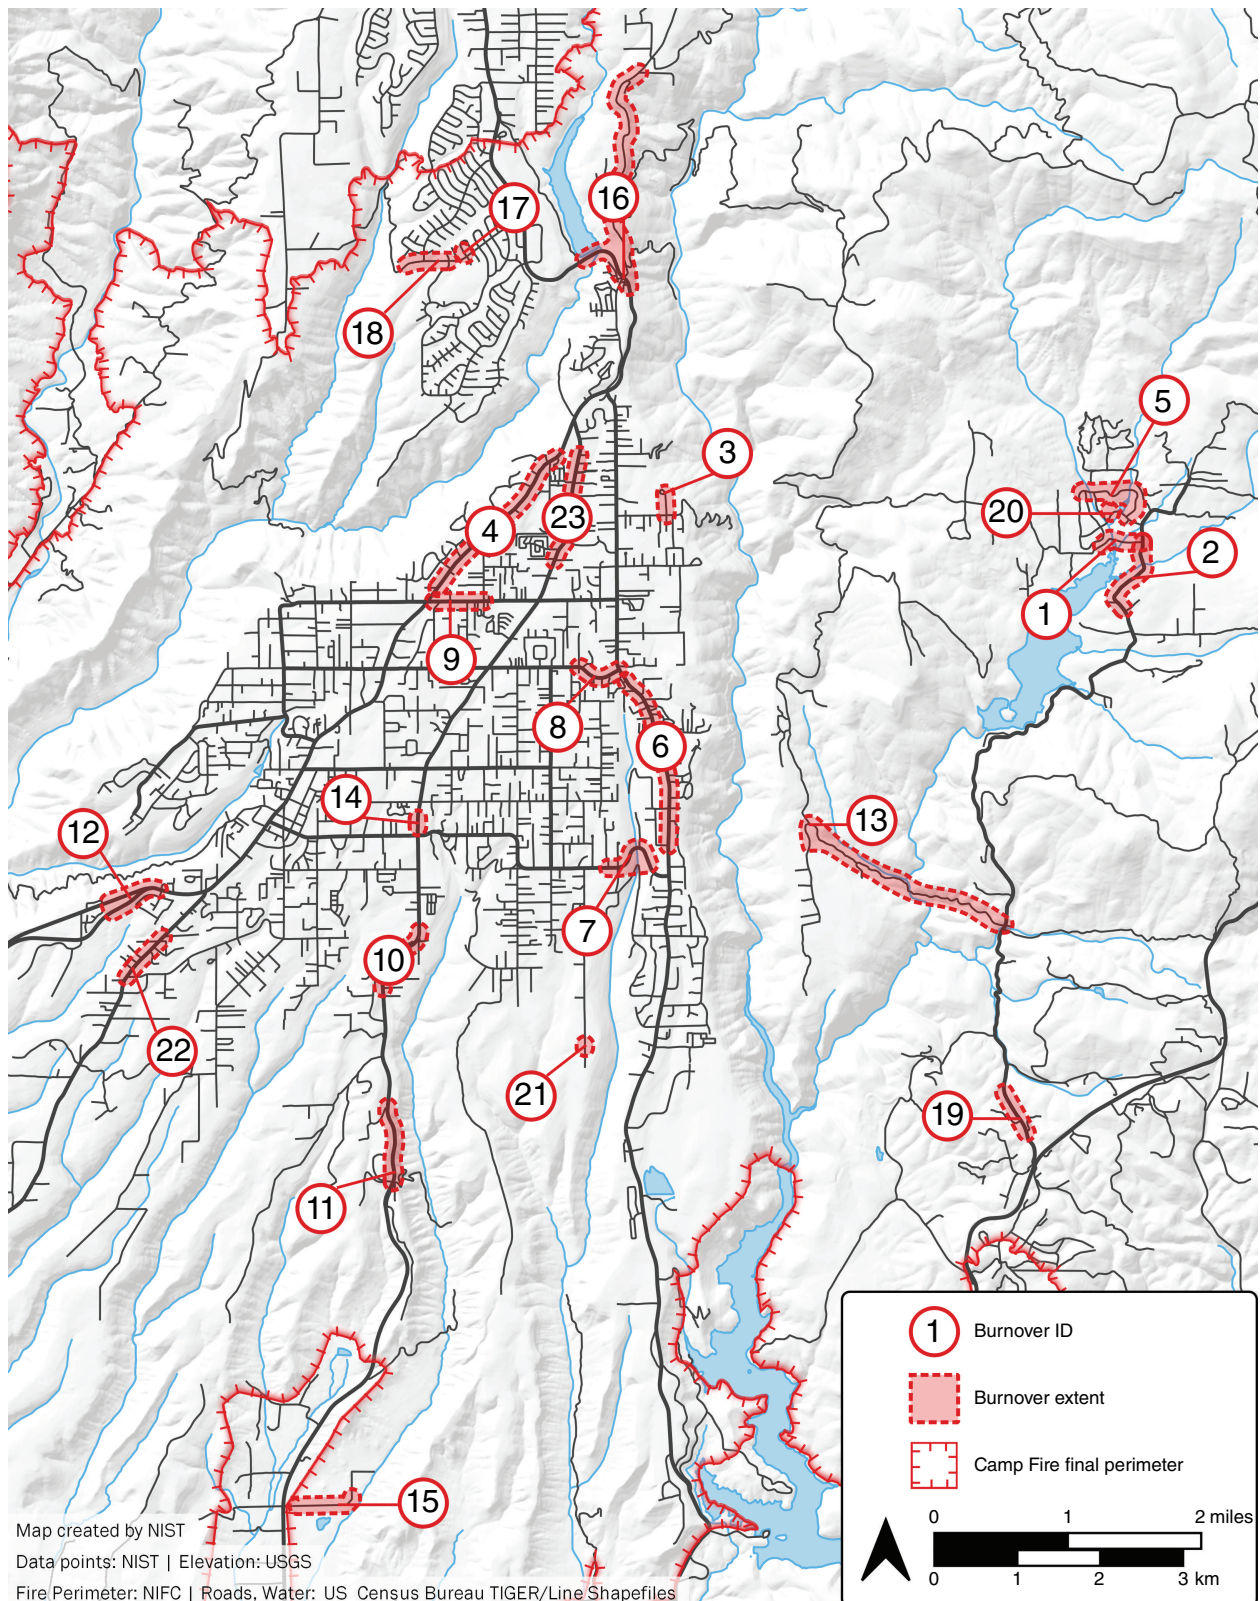 16
17
18
5
3
20
4
23
2
1
9
8
6
14
12
13
7
10
22
21
19
11
15
1 Burnover ID
Burnover extent
Camp Fire final perimeter
0 1 2 miles
0 1 2 3 km
Map created by NIST
Data points: NIST | Elevation: USGS
Fire Perimeter: NIFC | Roads, Water: US Census Bureau TIGER/Line Shapefiles